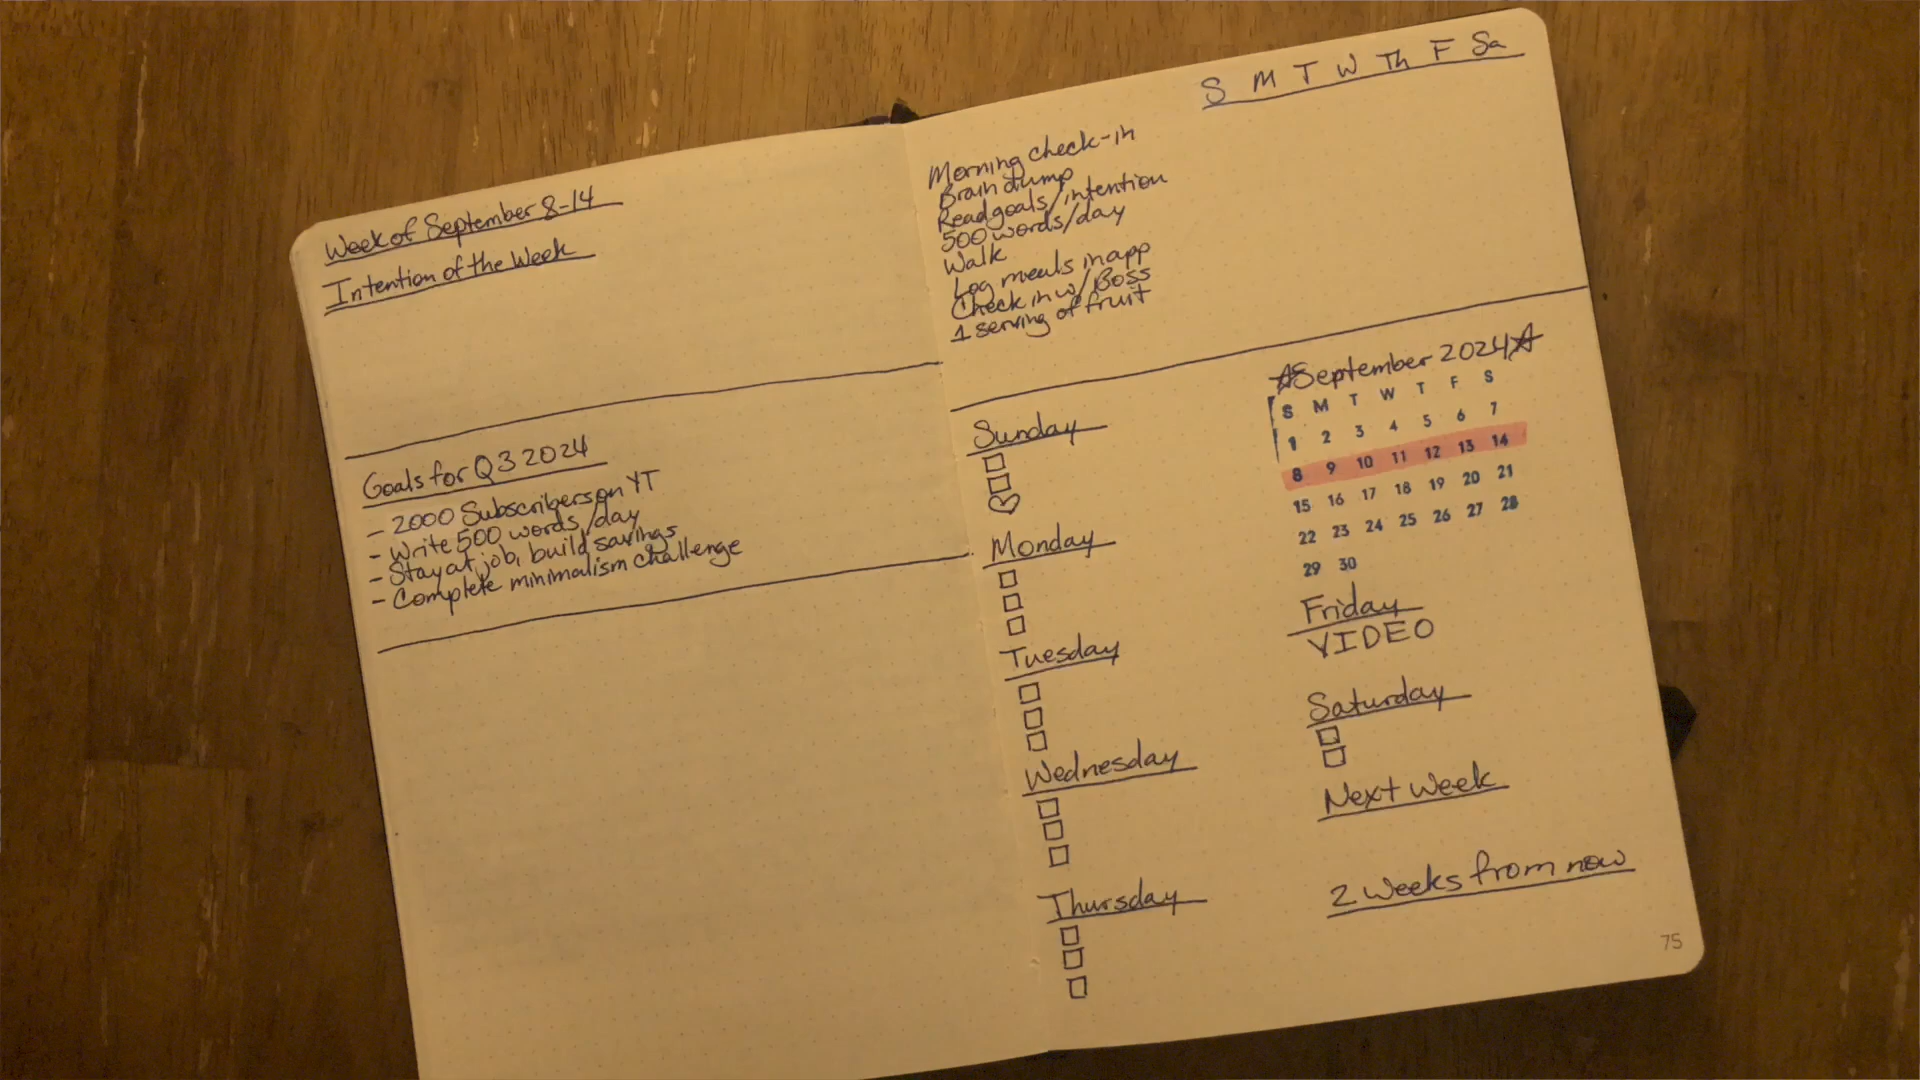 Week of September 8-14
Intention of the Week
Goals for Q3 2024
- 2000 Subscribers on YT
- Write 500 words/day
- Stay at job, build savings
- Complete minimalism challenge
S M T W Th F Sa
Morning check-in
Brain dump
Read goals/intention
500 words/day
Walk
Log meals in app
Check in w/Boss
1 serving of fruit
Sunday
Monday
Tuesday
Wednesday
Thursday
September 2024
S M T W T F S
1 2 3 4 5 6 7
8 9 10 11 12 13 14
15 16 17 18 19 20 21
22 23 24 25 26 27 28
29 30
Friday
VIDEO
Saturday
Next Week
2 weeks from now
75